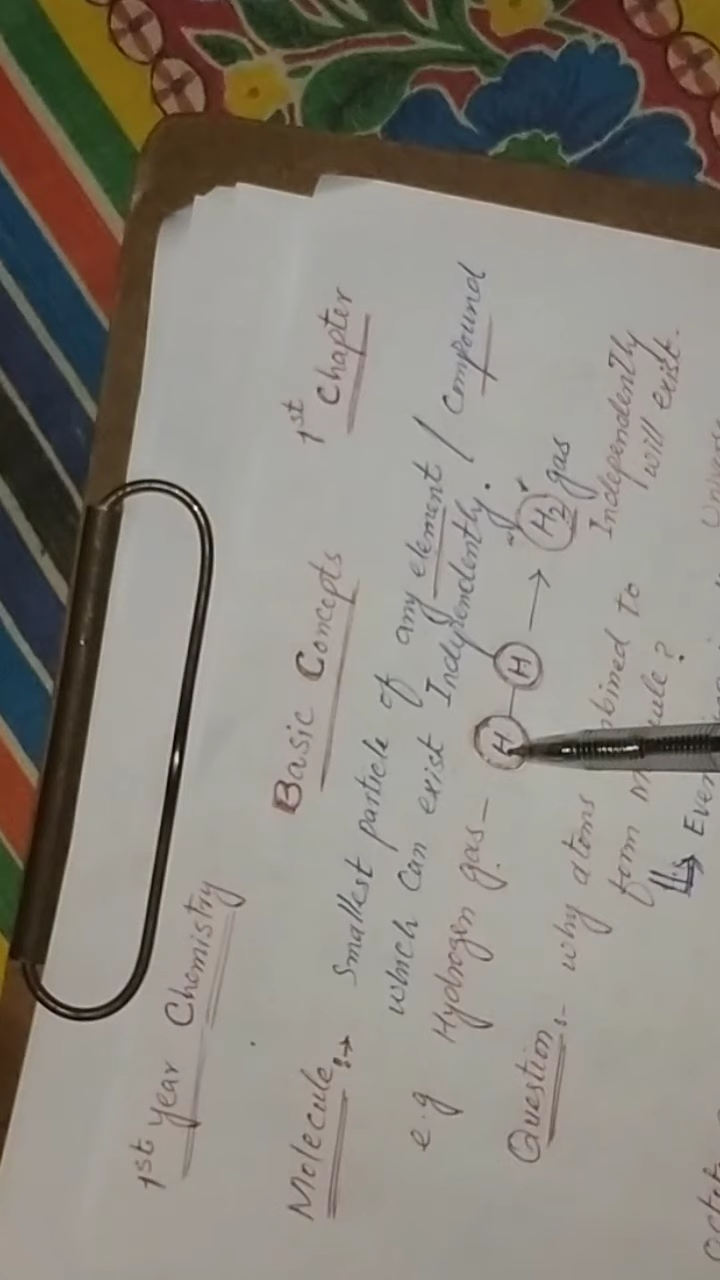 1st year Chemistry
Basic Concepts
1st Chapter
Molecule:→ Smallest particle of any element / Compound
which can exist Independently.
e.g Hydrogen gas- H H → "H2" gas
Question:- why atoms to
form ?
Independently
will exist.